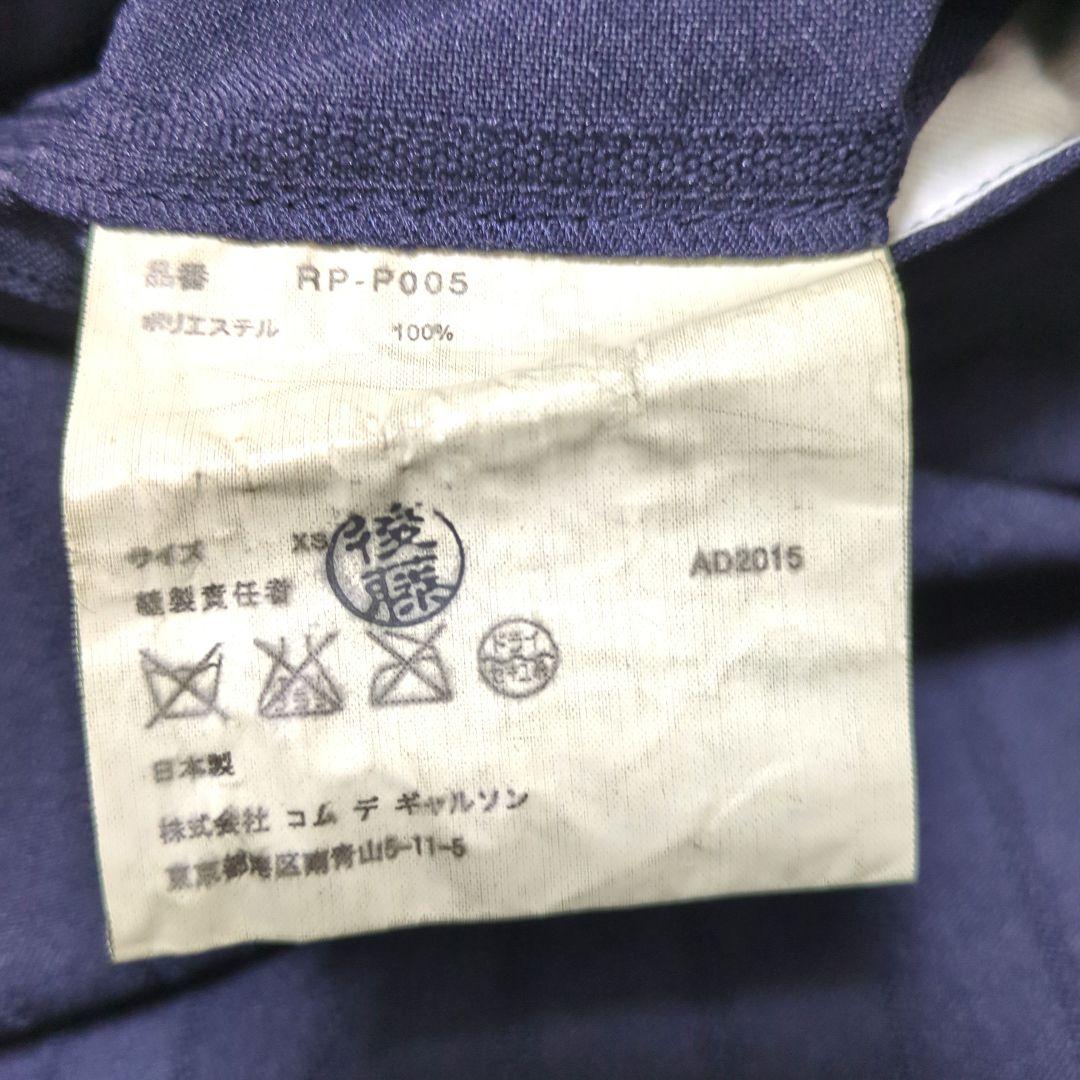 品番 RP-P005
ポリエステル 100%
サイズ XS
後藤
AD2015
縫製責任者
ドライ
日本製
株式会社 コム デ ギャルソン
東京都港区南青山5-11-5